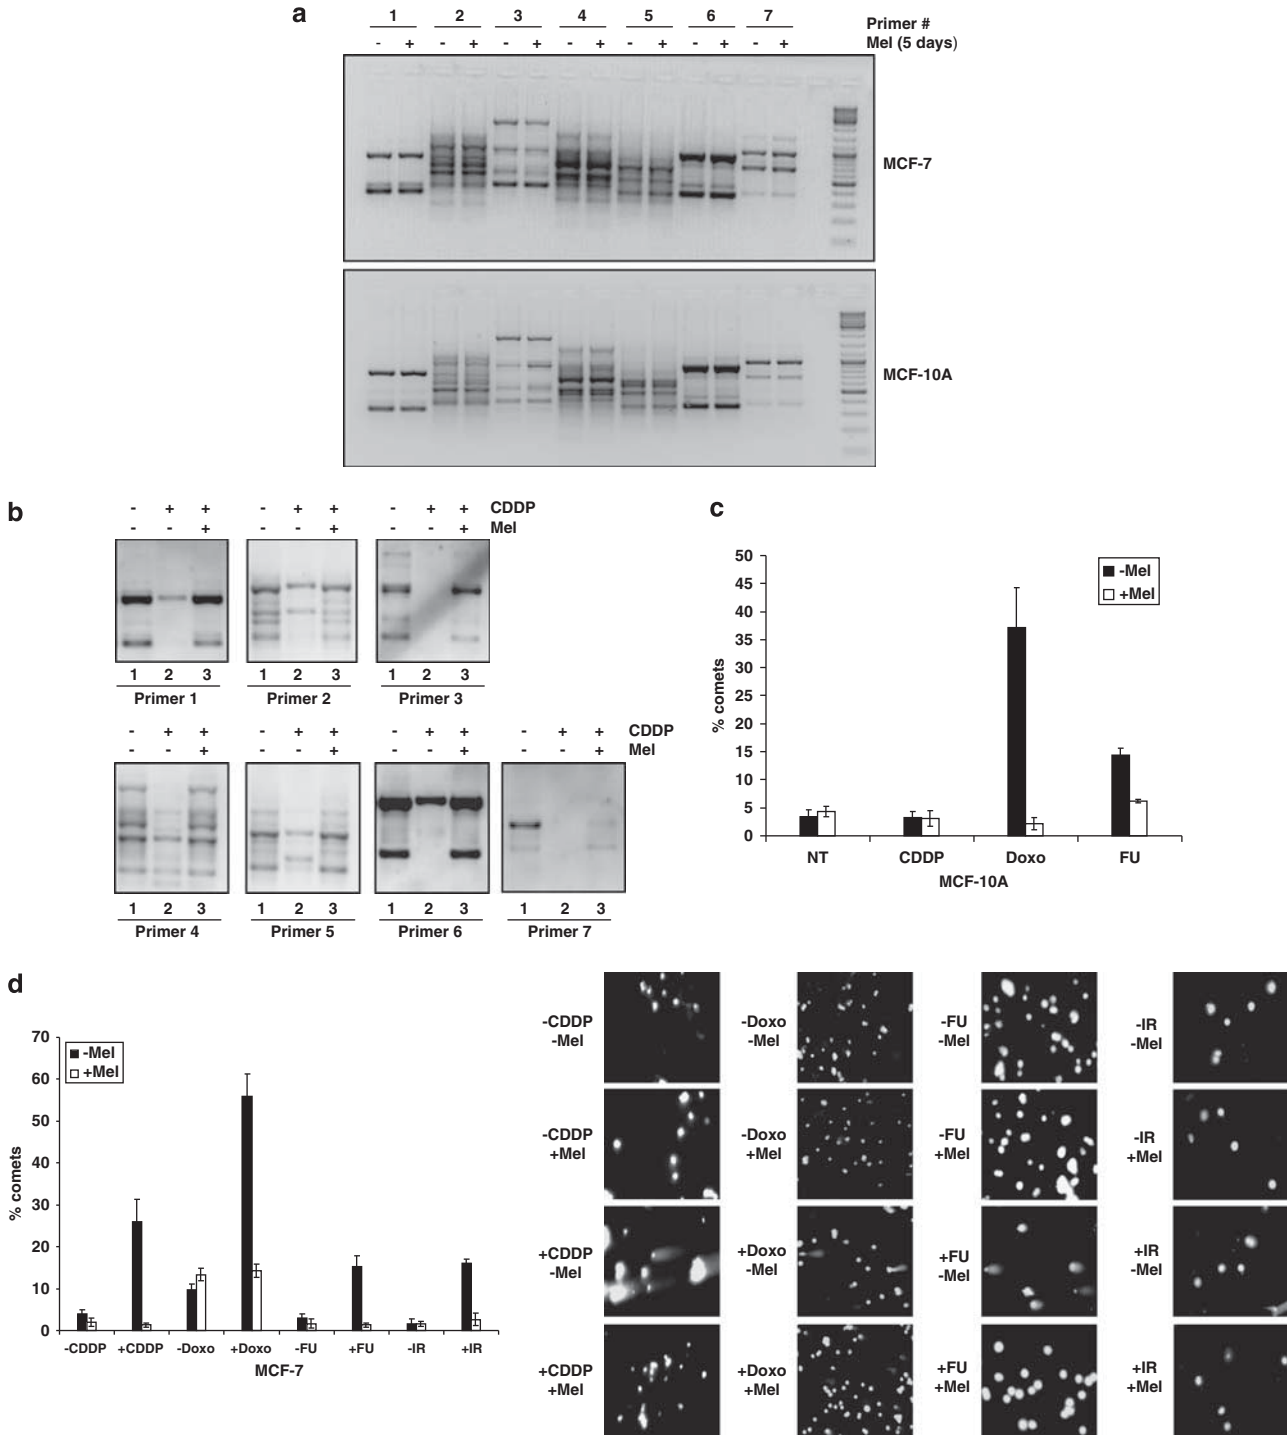 a
1 2 3 4 5 6 7 Primer #
- + - + - + - + - + - + - + Mel (5 days)
MCF-7
MCF-10A
b
- + + CDDP
- - + Mel
- + +
- - +
- + +
- - +
1 2 3
Primer 1
1 2 3
Primer 2
1 2 3
Primer 3
- + +
- - +
- + +
- - +
- + +
- - +
- + + CDDP
- - + Mel
1 2 3
Primer 4
1 2 3
Primer 5
1 2 3
Primer 6
1 2 3
Primer 7
c
% comets
50
45
40
35
30
25
20
15
10
5
0
-Mel
+Mel
NT CDDP Doxo FU
MCF-10A
d
% comets
70
60
50
40
30
20
10
0
-Mel
+Mel
-CDDP +CDDP -Doxo +Doxo -FU +FU -IR +IR
MCF-7
-CDDP
-Mel
-Doxo
-Mel
-FU
-Mel
-IR
-Mel
-CDDP
+Mel
-Doxo
+Mel
-FU
+Mel
-IR
+Mel
+CDDP
-Mel
+Doxo
-Mel
+FU
-Mel
+IR
-Mel
+CDDP
+Mel
+Doxo
+Mel
+FU
+Mel
+IR
+Mel